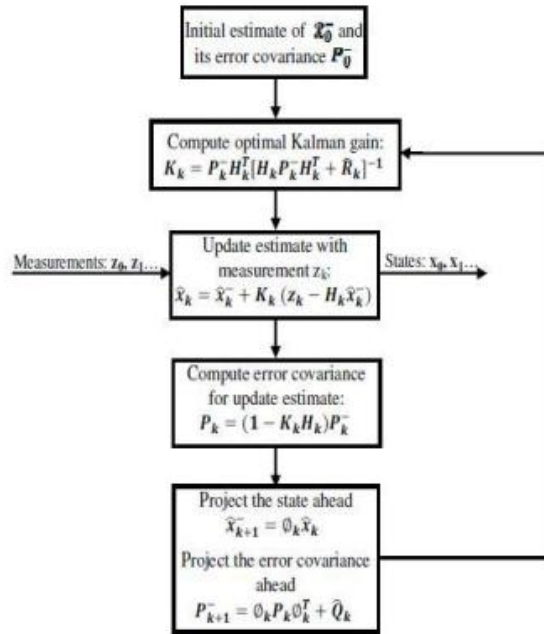 Initial estimate of x̂₀⁻ and
its error covariance P₀⁻
Compute optimal Kalman gain:
Kₖ = Pₖ⁻Hₖᵀ[HₖPₖ⁻Hₖᵀ + R̂ₖ]⁻¹
Measurements: z₀, z₁...
Update estimate with
measurement zₖ:
x̂ₖ = x̂ₖ⁻ + Kₖ (zₖ − Hₖx̂ₖ⁻)
States: x₀, x₁...
Compute error covariance
for update estimate:
Pₖ = (1 − KₖHₖ)Pₖ⁻
Project the state ahead
x̂ₖ₊₁⁻ = ∅ₖx̂ₖ
Project the error covariance
ahead
Pₖ₊₁⁻ = ∅ₖPₖ∅ₖᵀ + Q̂ₖ